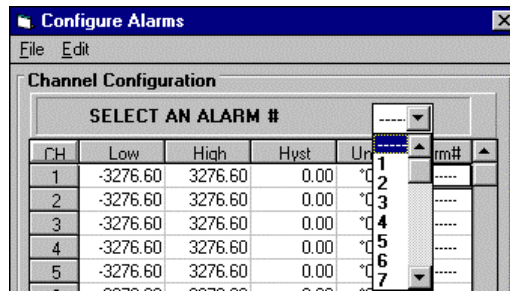 Configure Alarms
File Edit
Channel Configuration
SELECT AN ALARM # -----
CH Low High Hyst
1 -3276.60 3276.60 0.00 -----
2 -3276.60 3276.60 0.00 -----
3 -3276.60 3276.60 0.00 -----
4 -3276.60 3276.60 0.00 -----
5 -3276.60 3276.60 0.00 -----
-----
1
2
3
4
5
6
7